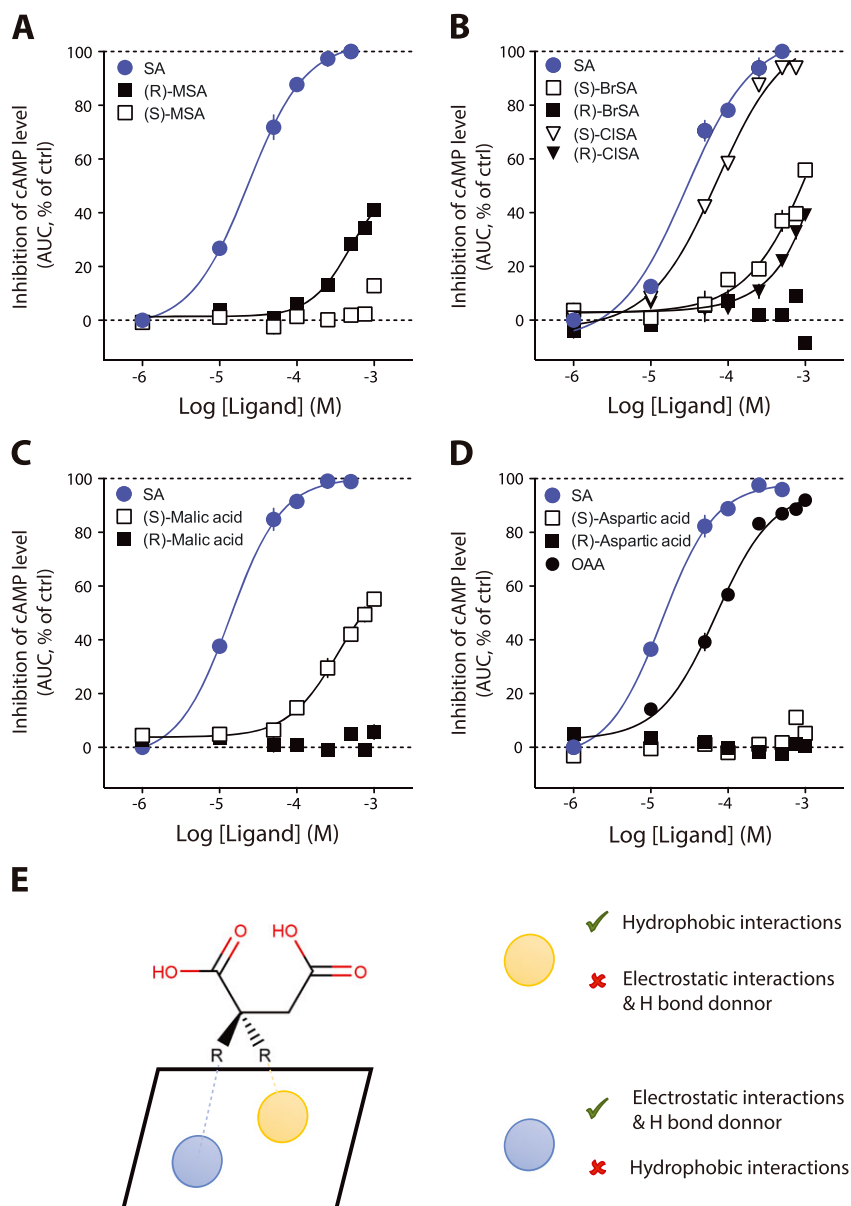 A
SA
(R)-MSA
(S)-MSA
Inhibition of cAMP level
(AUC, % of ctrl)
100
80
60
40
20
0
-6
-5
-4
-3
Log [Ligand] (M)
B
SA
(S)-BrSA
(R)-BrSA
(S)-ClSA
(R)-ClSA
Inhibition of cAMP level
(AUC, % of ctrl)
100
80
60
40
20
0
-6
-5
-4
-3
Log [Ligand] (M)
C
SA
(S)-Malic acid
(R)-Malic acid
Inhibition of cAMP level
(AUC, % of ctrl)
100
80
60
40
20
0
-6
-5
-4
-3
Log [Ligand] (M)
D
SA
(S)-Aspartic acid
(R)-Aspartic acid
OAA
Inhibition of cAMP level
(AUC, % of ctrl)
100
80
60
40
20
0
-6
-5
-4
-3
Log [Ligand] (M)
E
O
HO
HO
O
R
R
Hydrophobic interactions
Electrostatic interactions
& H bond donnor
Electrostatic interactions
& H bond donnor
Hydrophobic interactions